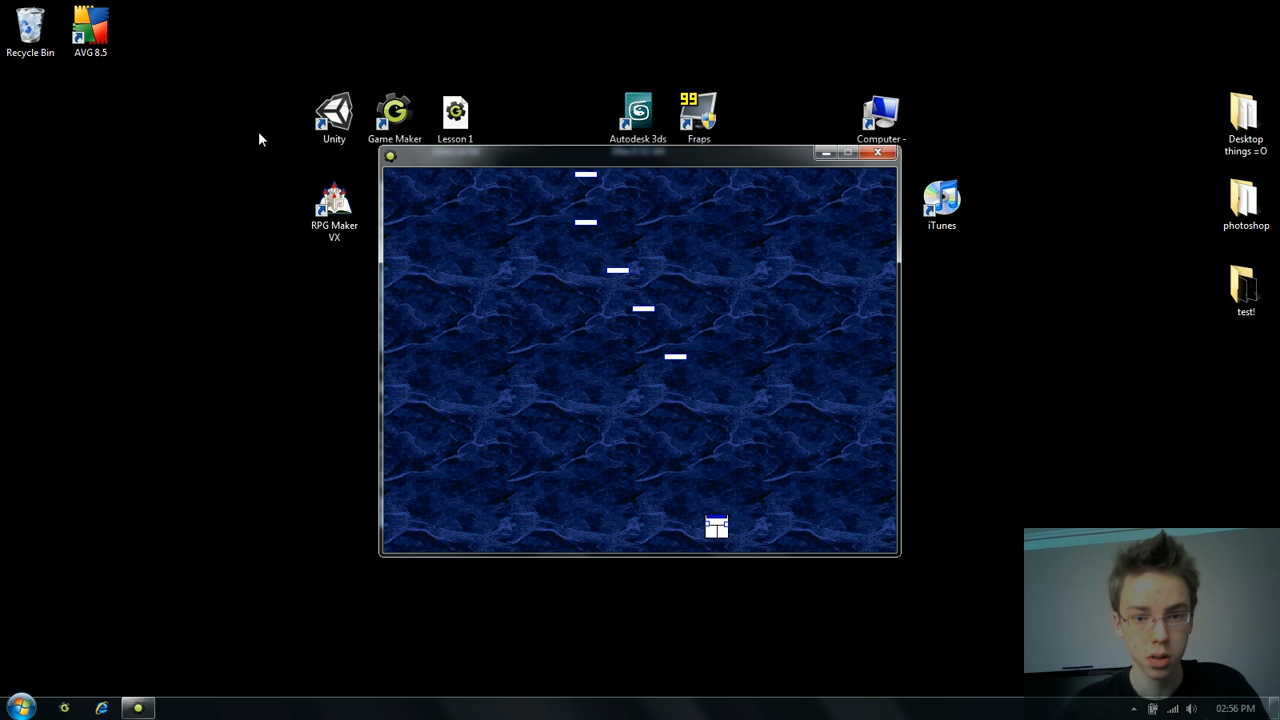 Recycle Bin
AVG 8.5
Unity
Game Maker
Lesson 1
Autodesk 3ds
99
Fraps
Computer -
Desktop
things =O
RPG Maker
VX
iTunes
photoshop
test!
02:56 PM